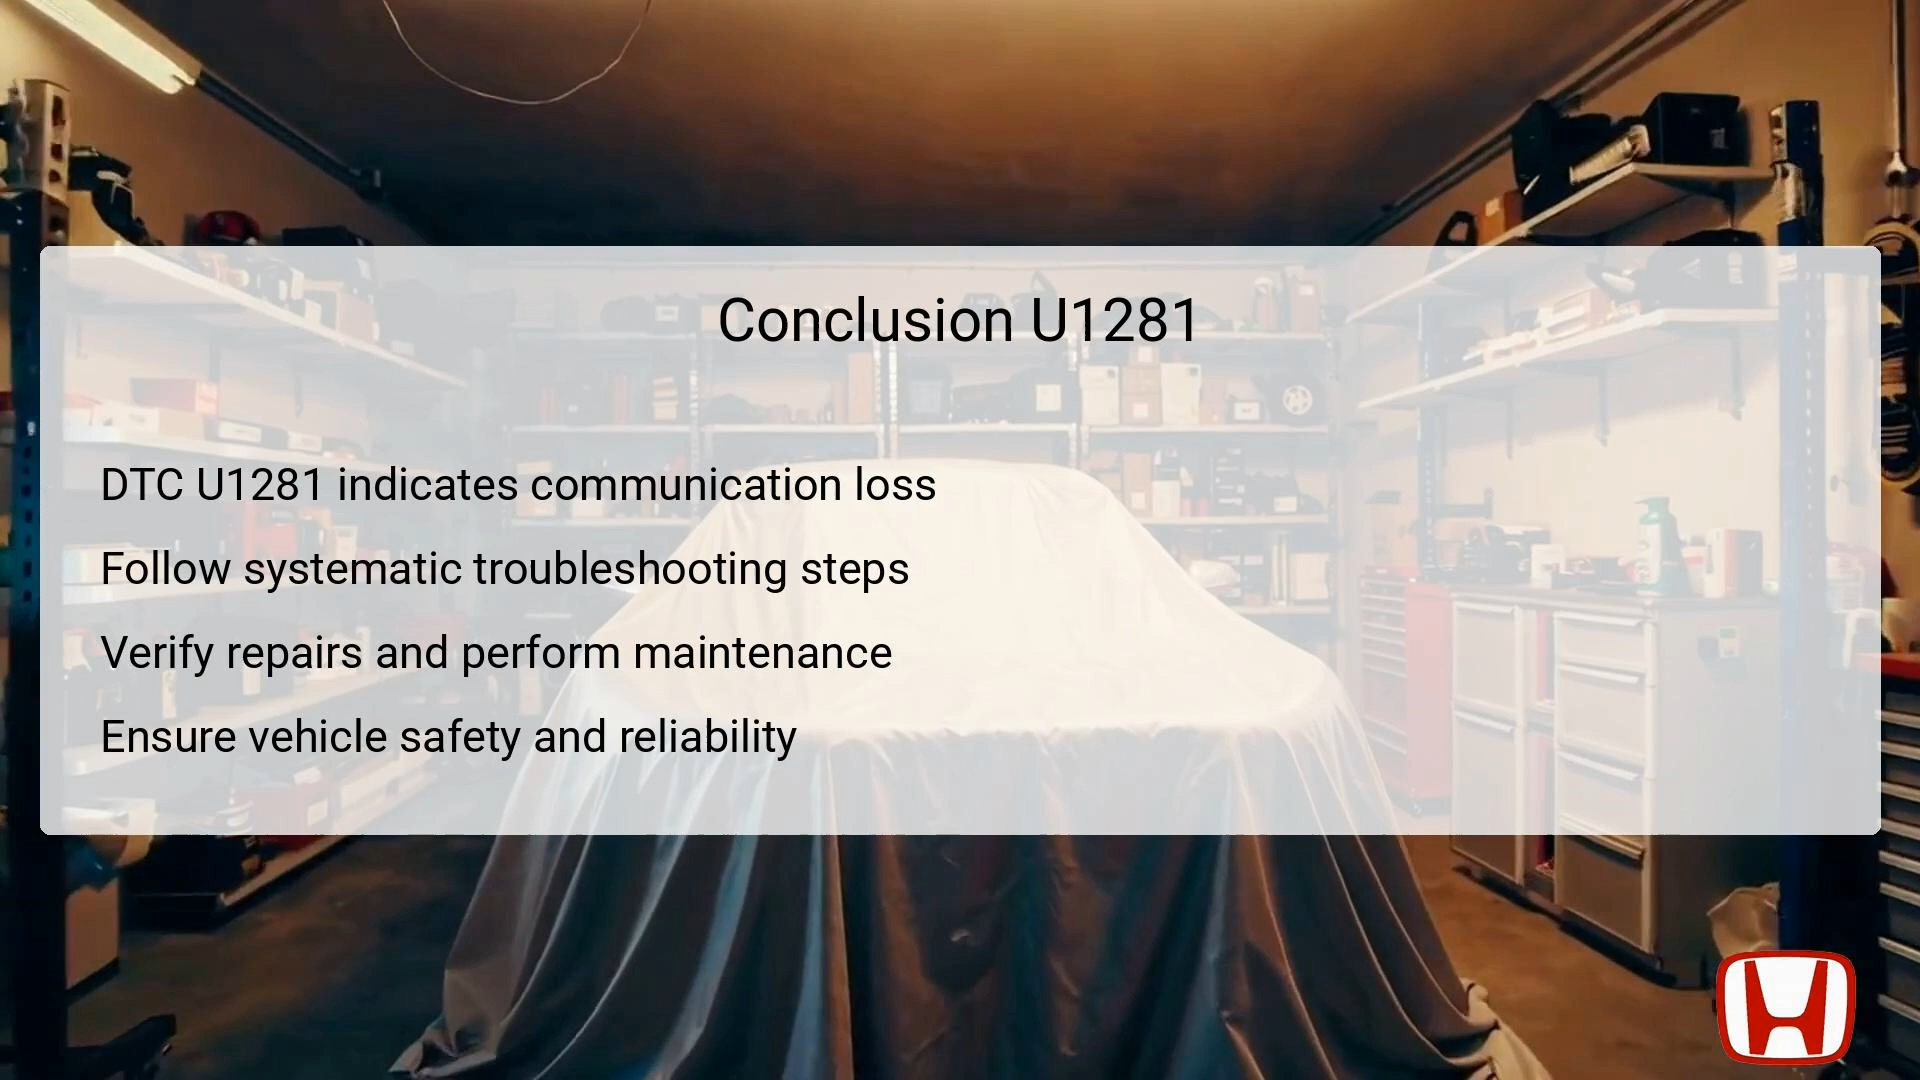 Conclusion U1281
DTC U1281 indicates communication loss
Follow systematic troubleshooting steps
Verify repairs and perform maintenance
Ensure vehicle safety and reliability